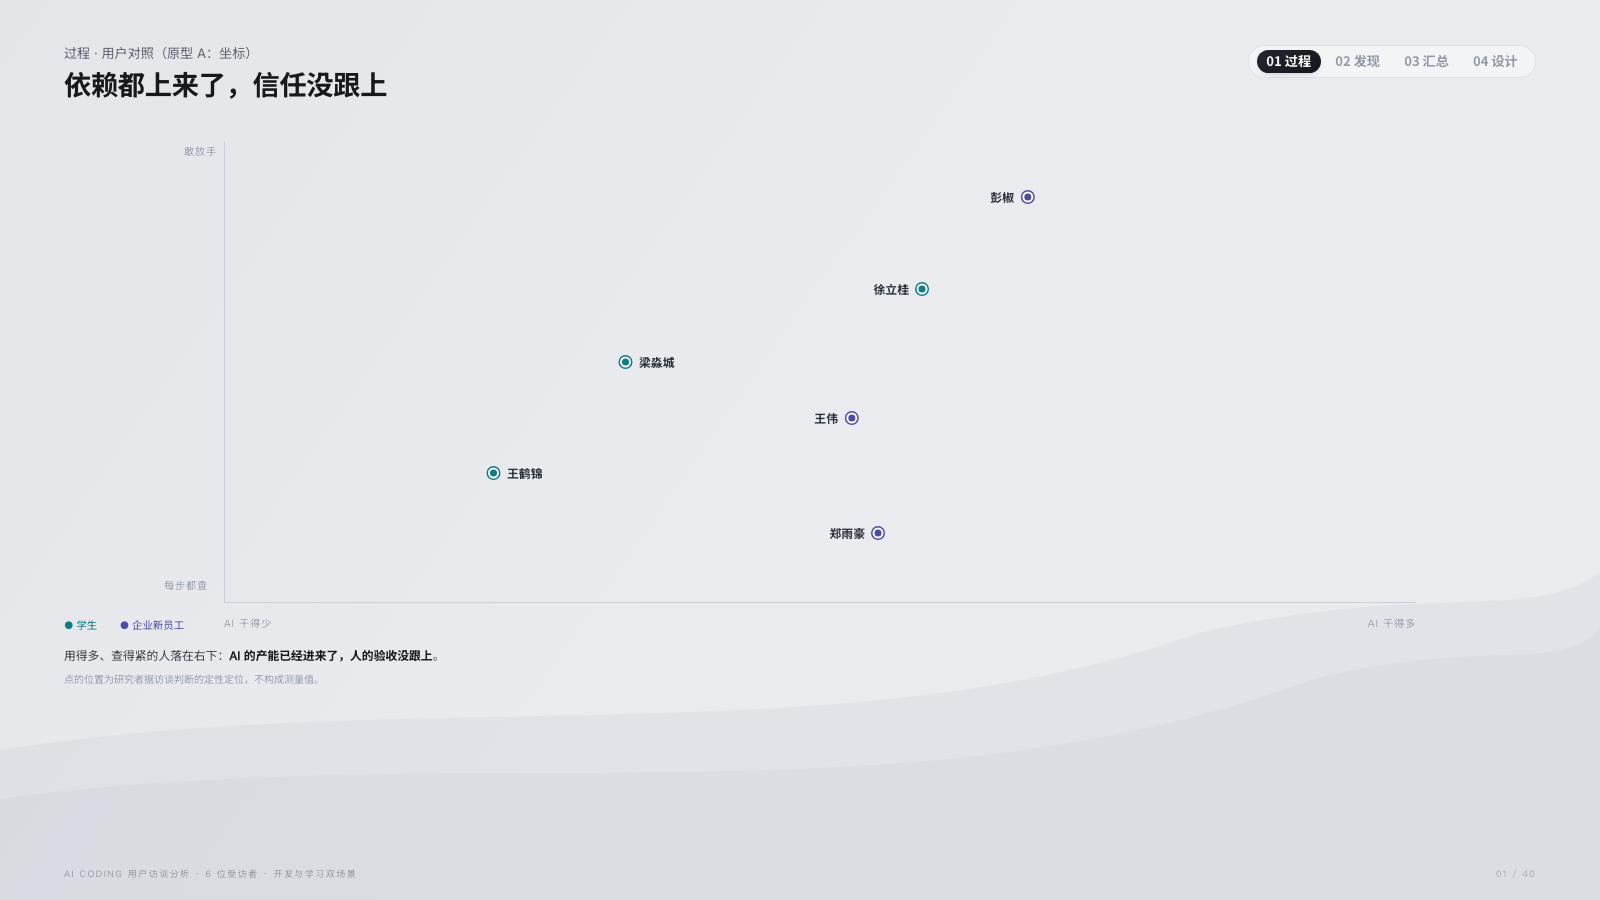 过程 · 用户对照（原型 A：坐标）
依赖都上来了，信任没跟上
01 过程 02 发现 03 汇总 04 设计
敢放手
彭椒
徐立桂
梁淼城
王伟
王鹤锦
郑雨豪
每步都查
学生 企业新员工 AI 干得少 AI 干得多
用得多、查得紧的人落在右下：AI 的产能已经进来了，人的验收没跟上。
点的位置为研究者据访谈判断的定性定位，不构成测量值。
AI CODING 用户访谈分析 · 6 位受访者 · 开发与学习双场景
01 / 40